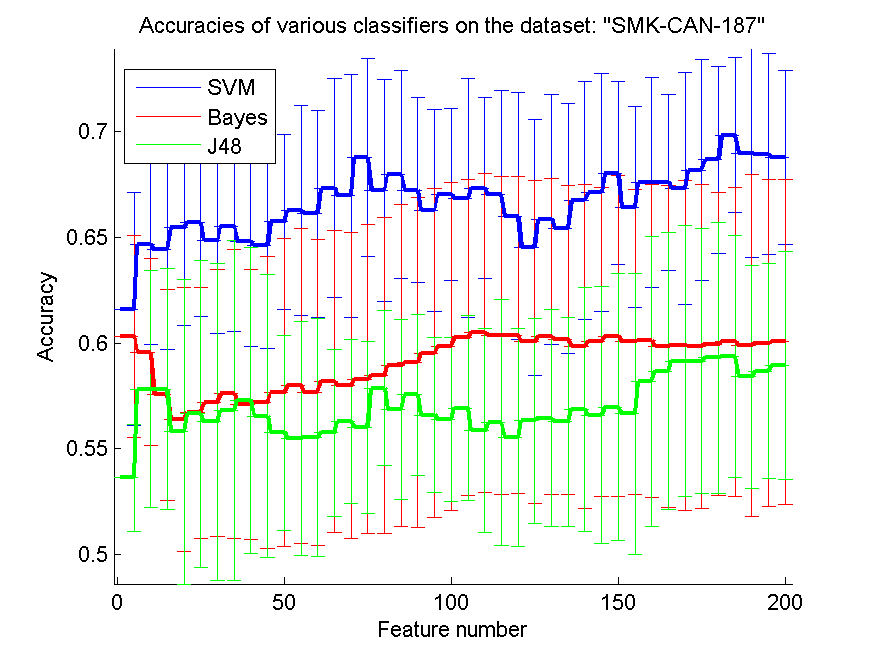 Accuracies of various classifiers on the dataset: "SMK-CAN-187"
SVM
Bayes
J48
0.7
0.65
0.6
0.55
0.5
Accuracy
0
50
100
150
200
Feature number